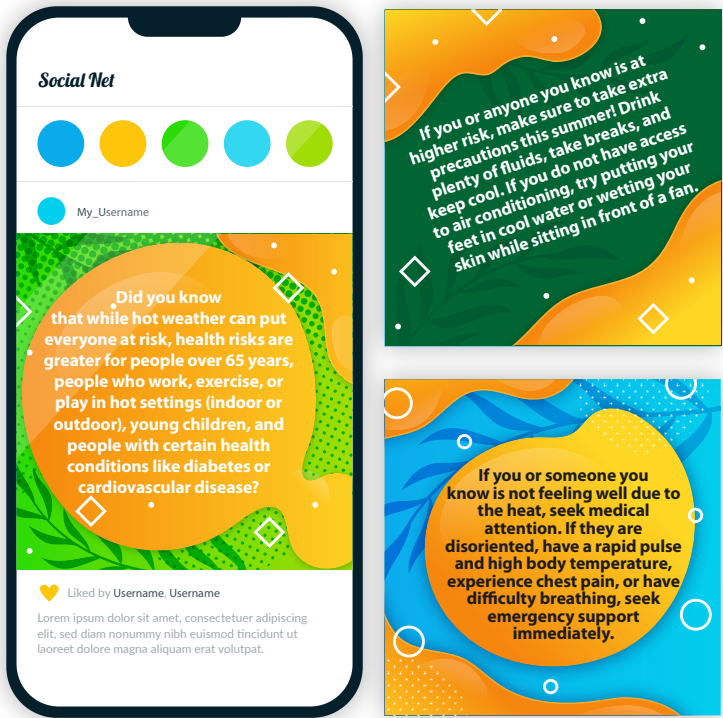 Social Net
My_Username
Did you know
that while hot weather can put
everyone at risk, health risks are
greater for people over 65 years,
people who work, exercise, or
play in hot settings (indoor or
outdoor), young children, and
people with certain health
conditions like diabetes or
cardiovascular disease?
Liked by Username, Username
Lorem ipsum dolor sit amet, consectetuer adipiscing
elit, sed diam nonummy nibh euismod tincidunt ut
laoreet dolore magna aliquam erat volutpat.
If you or anyone you know is at
higher risk, make sure to take extra
precautions this summer! Drink
plenty of fluids, take breaks, and
keep cool. If you do not have access
to air conditioning, try putting your
feet in cool water or wetting your
skin while sitting in front of a fan.
If you or someone you
know is not feeling well due to
the heat, seek medical
attention. If they are
disoriented, have a rapid pulse
and high body temperature,
experience chest pain, or have
difficulty breathing, seek
emergency support
immediately.